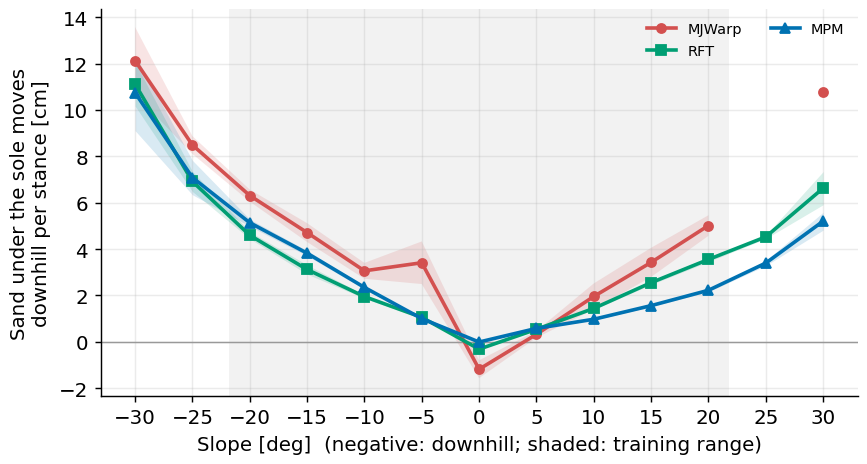 Sand under the sole moves
downhill per stance [cm]
14
12
10
8
6
4
2
0
−2
MJWarp
RFT
MPM
−30 −25 −20 −15 −10 −5 0 5 10 15 20 25 30
Slope [deg]  (negative: downhill; shaded: training range)